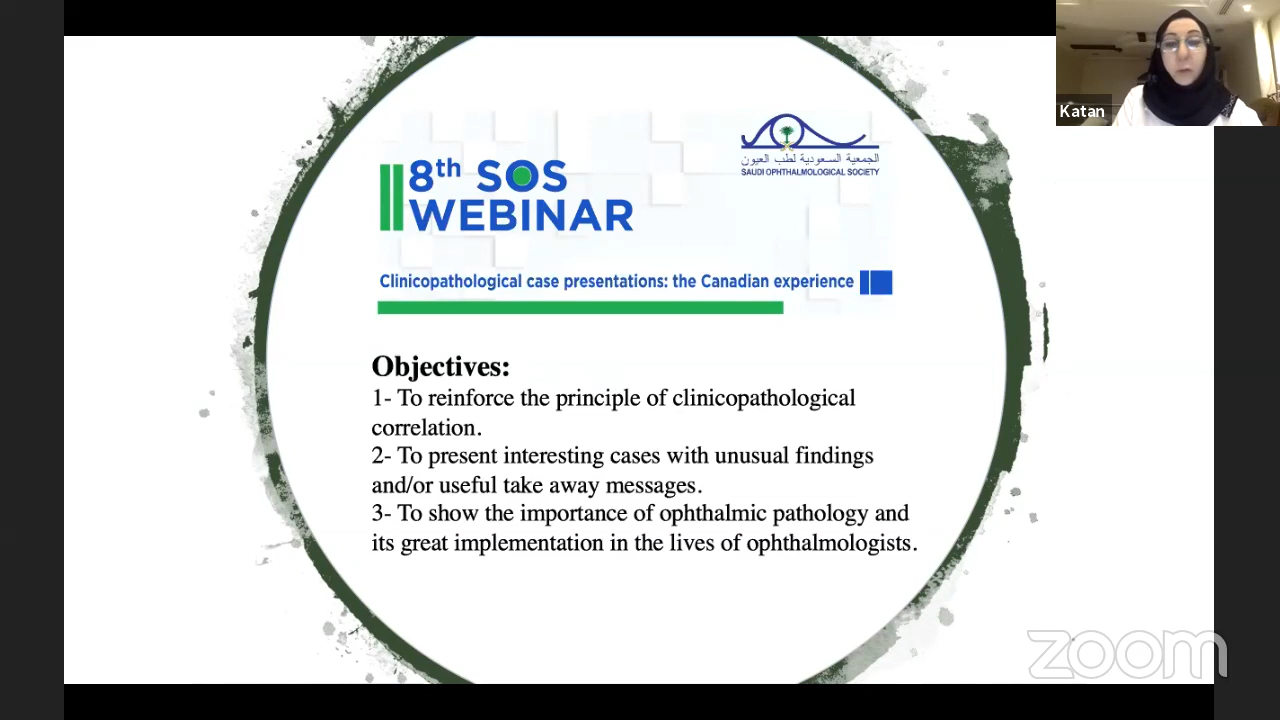 Katan
الجمعية السعودية لطب العيون
SAUDI OPHTHALMOLOGICAL SOCIETY
8th SOS
WEBINAR
Clinicopathological case presentations: the Canadian experience
Objectives:
1- To reinforce the principle of clinicopathological
correlation.
2- To present interesting cases with unusual findings
and/or useful take away messages.
3- To show the importance of ophthalmic pathology and
its great implementation in the lives of ophthalmologists.
zoom